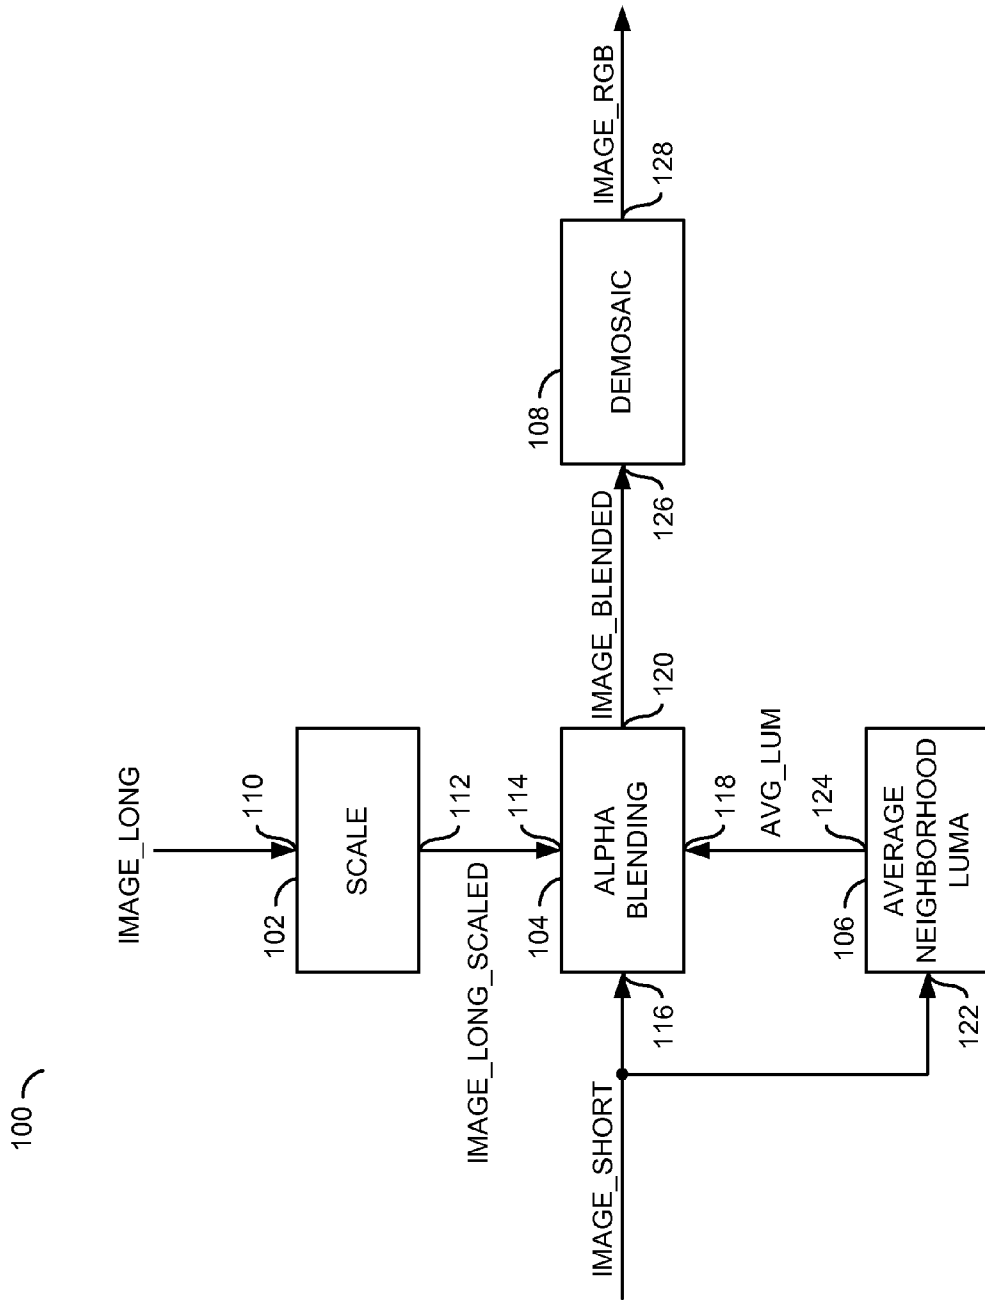 100
IMAGE_LONG
110
102
SCALE
112
IMAGE_LONG_SCALED
114
104
ALPHA
BLENDING
IMAGE_SHORT
116
118
120
AVG_LUM
124
106
AVERAGE
NEIGHBORHOOD
LUMA
122
IMAGE_BLENDED
126
108
DEMOSAIC
128
IMAGE_RGB